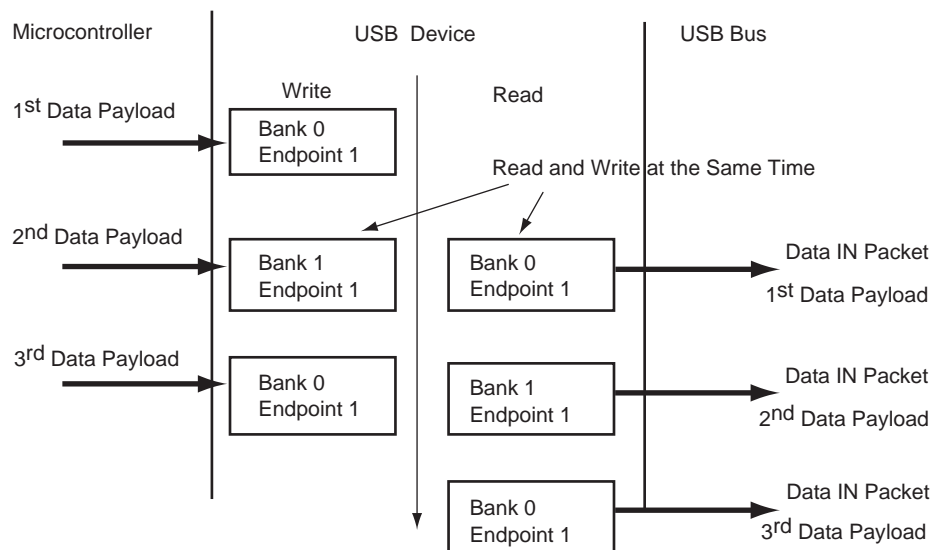 Microcontroller
USB Device
USB Bus
Write
Read
1st Data Payload
Bank 0
Endpoint 1
Read and Write at the Same Time
2nd Data Payload
Bank 1
Endpoint 1
Bank 0
Endpoint 1
Data IN Packet
1st Data Payload
3rd Data Payload
Bank 0
Endpoint 1
Bank 1
Endpoint 1
Data IN Packet
2nd Data Payload
Bank 0
Endpoint 1
Data IN Packet
3rd Data Payload